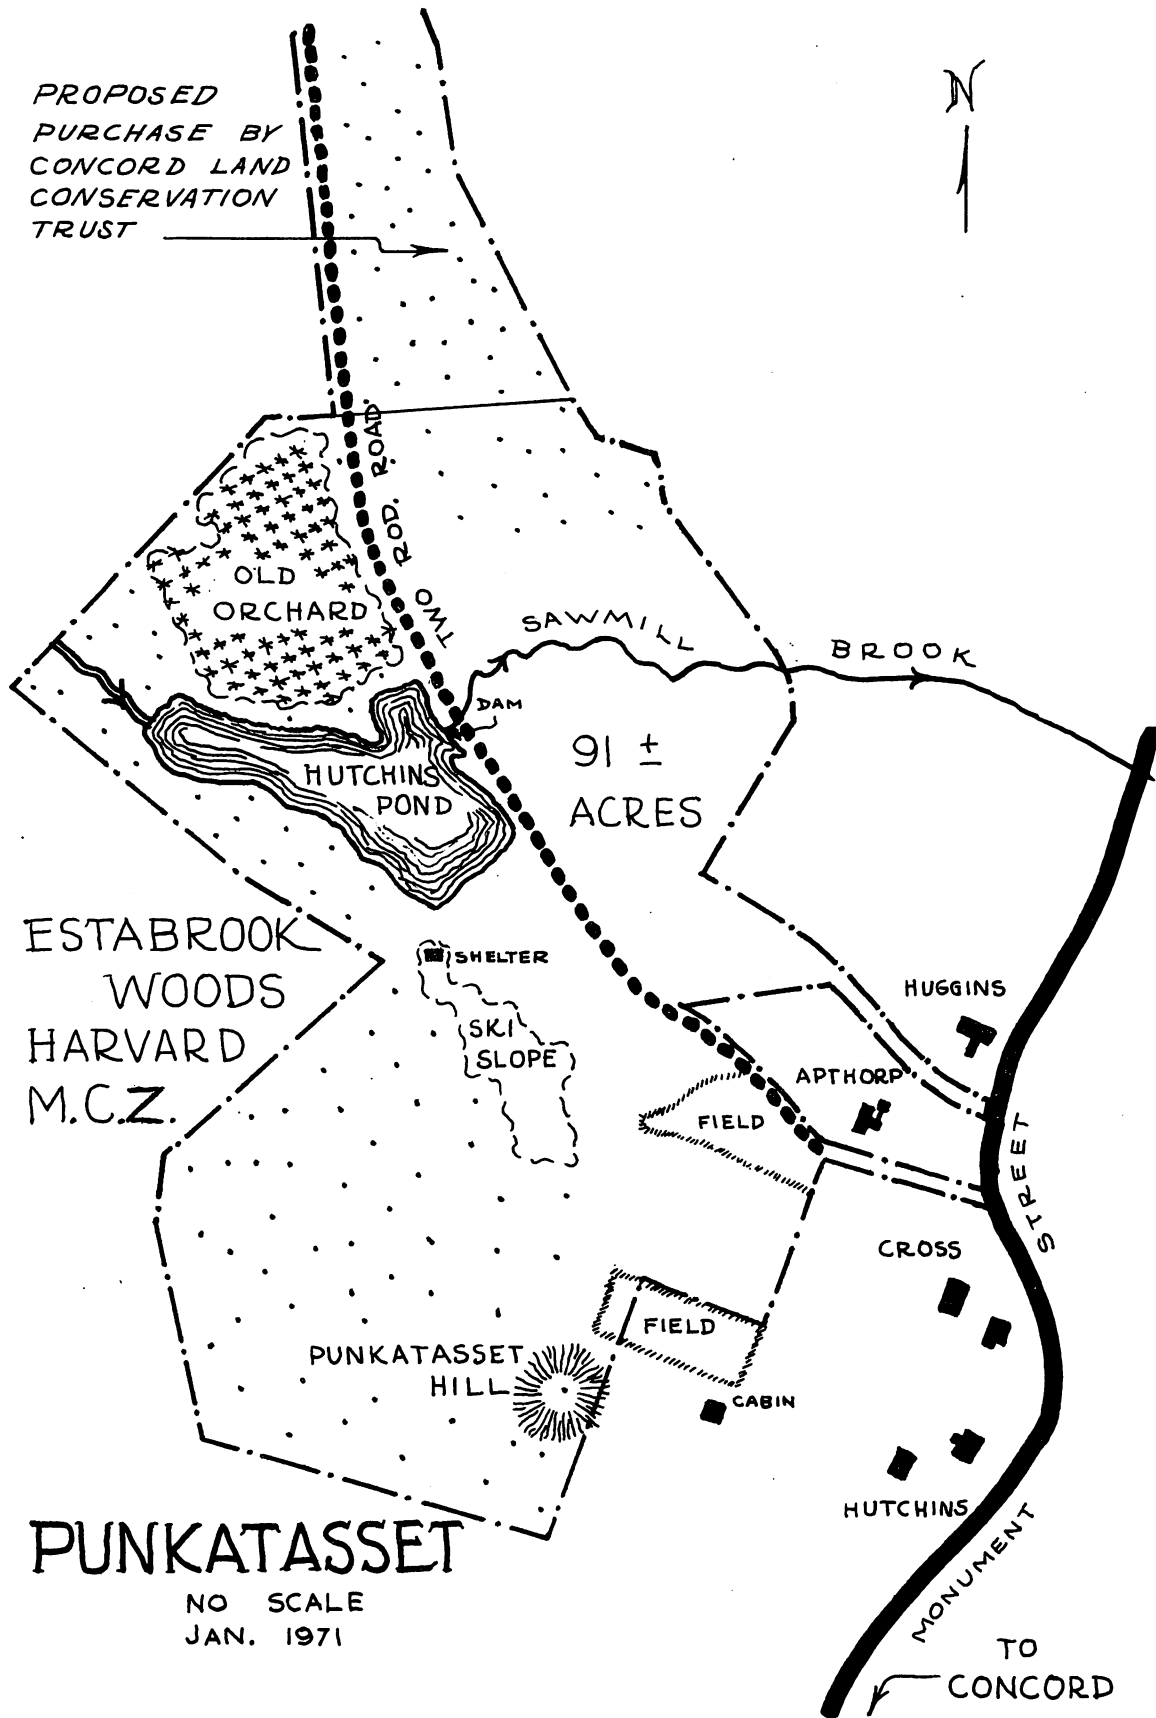 N
PROPOSED
PURCHASE BY
CONCORD LAND
CONSERVATION
TRUST
TWO ROD. ROAD
OLD
ORCHARD
SAWMILL BROOK
DAM
HUTCHINS
POND
91 ±
ACRES
ESTABROOK
WOODS
HARVARD
M.C.Z.
SHELTER
SKI
SLOPE
HUGGINS
APTHORP
FIELD
CROSS
FIELD
PUNKATASSET
HILL
CABIN
HUTCHINS
MONUMENT STREET
PUNKATASSET
NO SCALE
JAN. 1971
TO
CONCORD